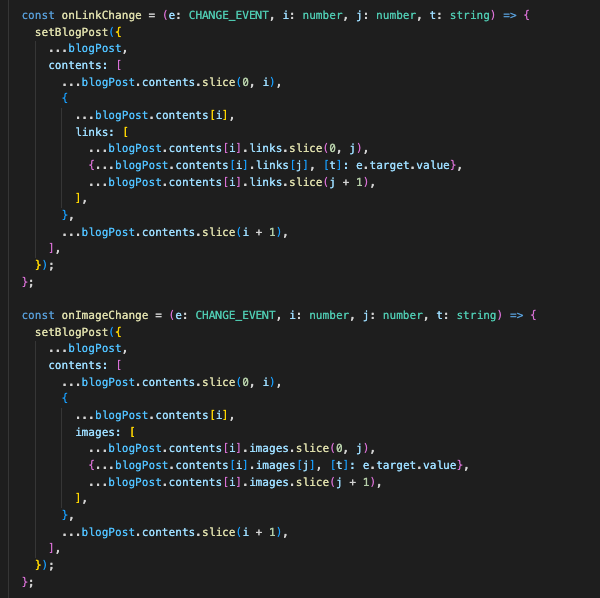 const onLinkChange = (e: CHANGE_EVENT, i: number, j: number, t: string) => {
  setBlogPost({
    ...blogPost,
    contents: [
      ...blogPost.contents.slice(0, i),
      {
        ...blogPost.contents[i],
        links: [
          ...blogPost.contents[i].links.slice(0, j),
          {...blogPost.contents[i].links[j], [t]: e.target.value},
          ...blogPost.contents[i].links.slice(j + 1),
        ],
      },
      ...blogPost.contents.slice(i + 1),
    ],
  });
};

const onImageChange = (e: CHANGE_EVENT, i: number, j: number, t: string) => {
  setBlogPost({
    ...blogPost,
    contents: [
      ...blogPost.contents.slice(0, i),
      {
        ...blogPost.contents[i],
        images: [
          ...blogPost.contents[i].images.slice(0, j),
          {...blogPost.contents[i].images[j], [t]: e.target.value},
          ...blogPost.contents[i].images.slice(j + 1),
        ],
      },
      ...blogPost.contents.slice(i + 1),
    ],
  });
};